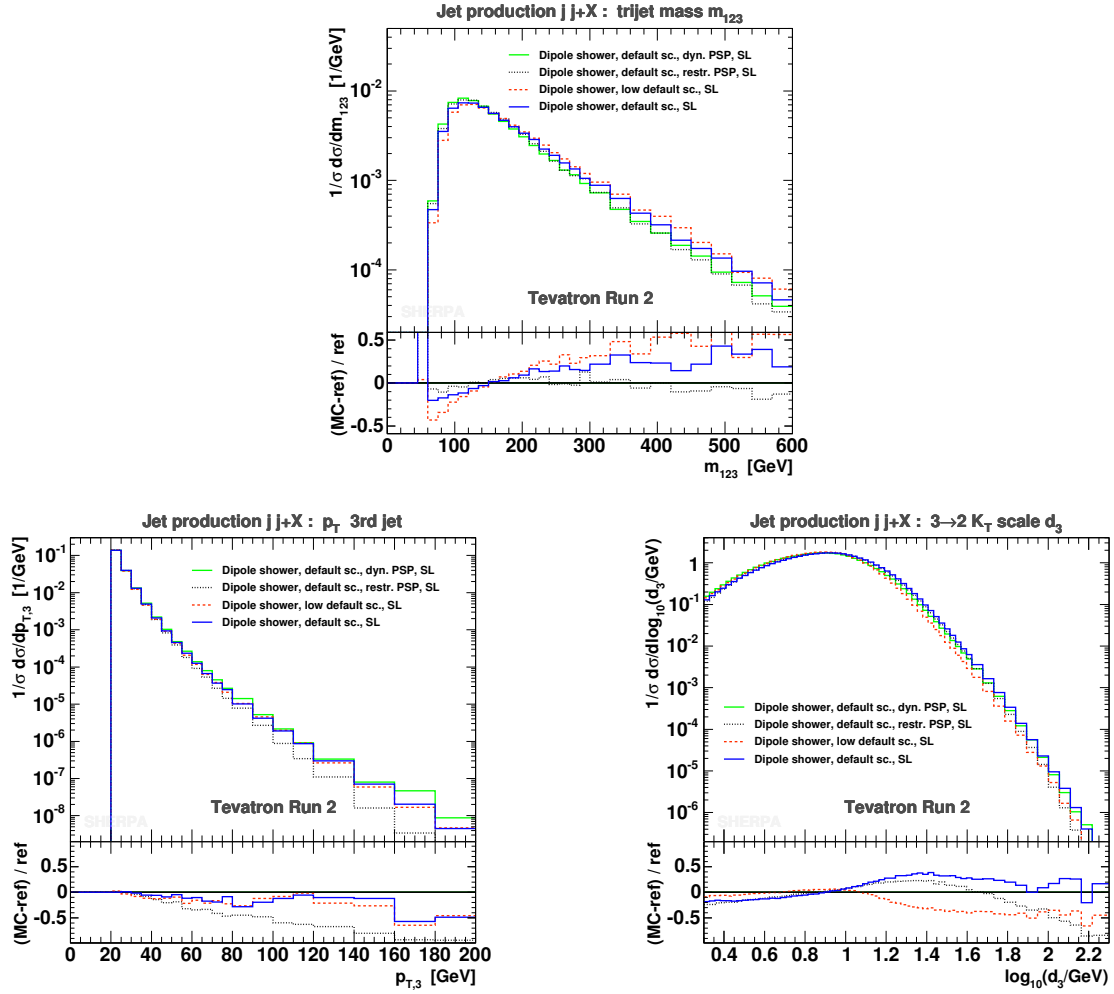 Jet production j j+X : trijet mass m123
1/σ dσ/dm123 [1/GeV]
Dipole shower, default sc., dyn. PSP, SL
Dipole shower, default sc., restr. PSP, SL
Dipole shower, low default sc., SL
Dipole shower, default sc., SL
10^-2
10^-3
10^-4
Tevatron Run 2
SHERPA
(MC-ref) / ref
0.5
0
-0.5
0 100 200 300 400 500 600
m123 [GeV]
Jet production j j+X : pT 3rd jet
1/σ dσ/dpT,3 [1/GeV]
10^-1
10^-2
10^-3
10^-4
10^-5
10^-6
10^-7
10^-8
Dipole shower, default sc., dyn. PSP, SL
Dipole shower, default sc., restr. PSP, SL
Dipole shower, low default sc., SL
Dipole shower, default sc., SL
Tevatron Run 2
SHERPA
(MC-ref) / ref
0.5
0
-0.5
0 20 40 60 80 100 120 140 160 180 200
pT,3 [GeV]
Jet production j j+X : 3→2 KT scale d3
1/σ dσ/dlog10(d3/GeV)
1
10^-1
10^-2
10^-3
10^-4
10^-5
10^-6
Dipole shower, default sc., dyn. PSP, SL
Dipole shower, default sc., restr. PSP, SL
Dipole shower, low default sc., SL
Dipole shower, default sc., SL
Tevatron Run 2
SHERPA
(MC-ref) / ref
0.5
0
-0.5
0.4 0.6 0.8 1 1.2 1.4 1.6 1.8 2 2.2
log10(d3/GeV)